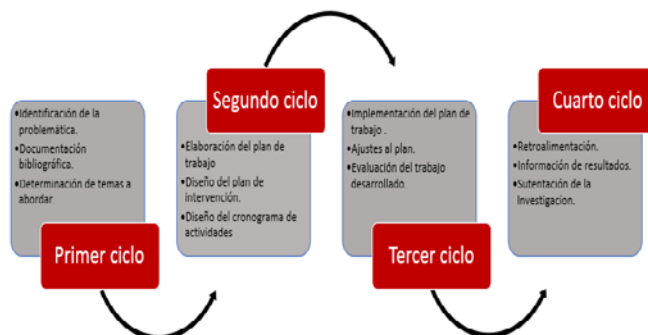 •Identificación de la
problemática.
•Documentación
bibliográfica.
•Determinación de temas a
abordar.
Primer ciclo
Segundo ciclo
•Elaboración del plan de
trabajo
•Diseño del plan de
intervención.
•Diseño del cronograma de
actividades
•Implementación del plan de
trabajo .
•Ajustes al plan.
•Evaluación del trabajo
desarrollado.
Tercer ciclo
Cuarto ciclo
•Retroalimentación.
•Información de resultados.
•Sutentación de la
Investigacion.